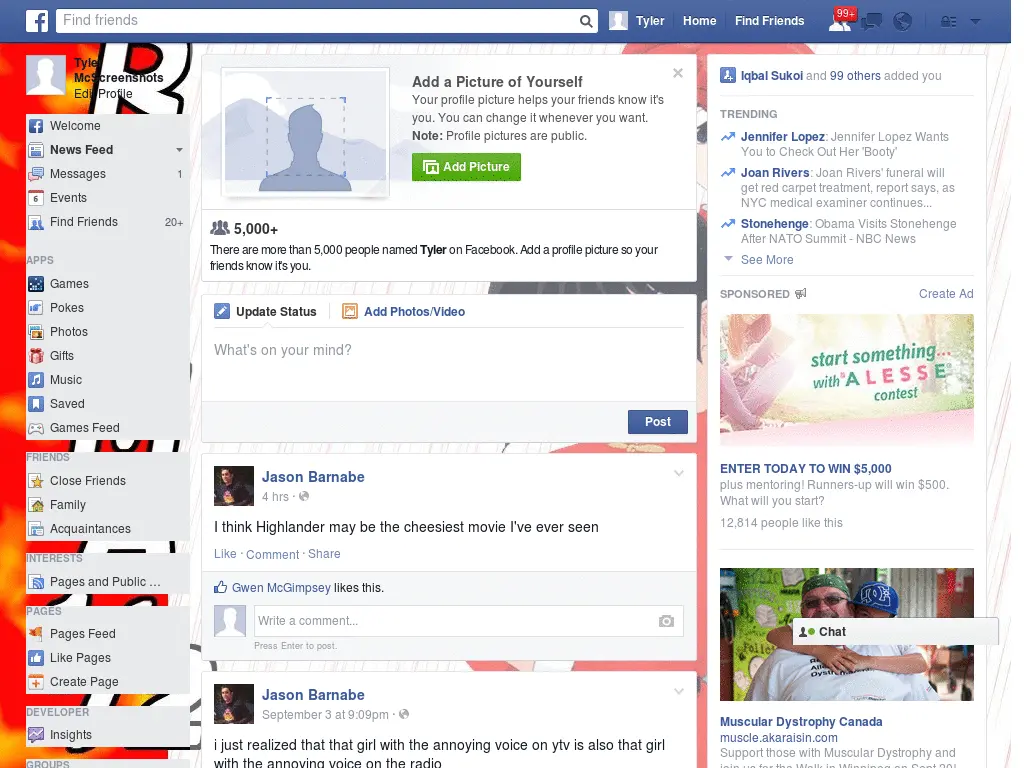 Find friends
Tyler
Home
Find Friends
99+
Tyler
McScreenshots
Edit Profile
Welcome
News Feed
Messages 1
Events
Find Friends 20+
APPS
Games
Pokes
Photos
Gifts
Music
Saved
Games Feed
FRIENDS
Close Friends
Family
Acquaintances
INTERESTS
Pages and Public ...
PAGES
Pages Feed
Like Pages
Create Page
DEVELOPER
Insights
GROUPS
Add a Picture of Yourself
Your profile picture helps your friends know it's
you. You can change it whenever you want.
Note: Profile pictures are public.
Add Picture
5,000+
There are more than 5,000 people named Tyler on Facebook. Add a profile picture so your
friends know it's you.
Update Status
Add Photos/Video
What's on your mind?
Post
Jason Barnabe
4 hrs ·
I think Highlander may be the cheesiest movie I've ever seen
Like · Comment · Share
Gwen McGimpsey likes this.
Write a comment...
Press Enter to post.
Jason Barnabe
September 3 at 9:09pm ·
i just realized that that girl with the annoying voice on ytv is also that girl
with the annoying voice on the radio
Iqbal Sukoi and 99 others added you
TRENDING
Jennifer Lopez: Jennifer Lopez Wants
You to Check Out Her 'Booty'
Joan Rivers: Joan Rivers' funeral will
get red carpet treatment, report says, as
NYC medical examiner continues...
Stonehenge: Obama Visits Stonehenge
After NATO Summit - NBC News
See More
SPONSORED
Create Ad
start something...
with ALESSE
contest
ENTER TODAY TO WIN $5,000
plus mentoring! Runners-up will win $500.
What will you start?
12,814 people like this
Chat
Muscular Dystrophy Canada
muscle.akaraisin.com
Support those with Muscular Dystrophy and
join us for the Walk in Winnipeg on Sept 20!